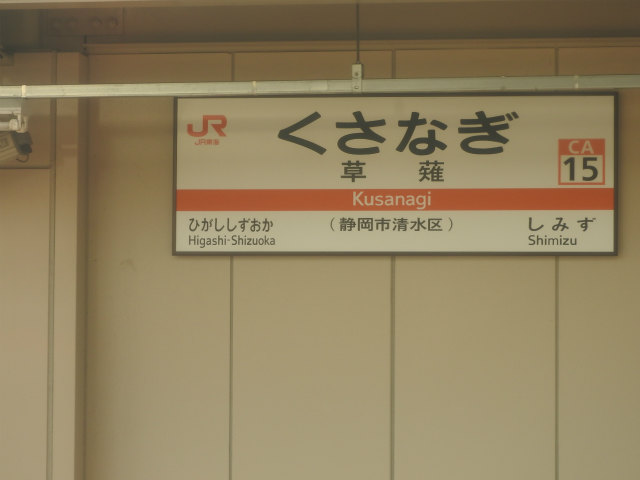 JR
JR東海
くさなぎ
草薙
CA
15
Kusanagi
ひがししずおか
Higashi-Shizuoka
(静岡市清水区)
しみず
Shimizu